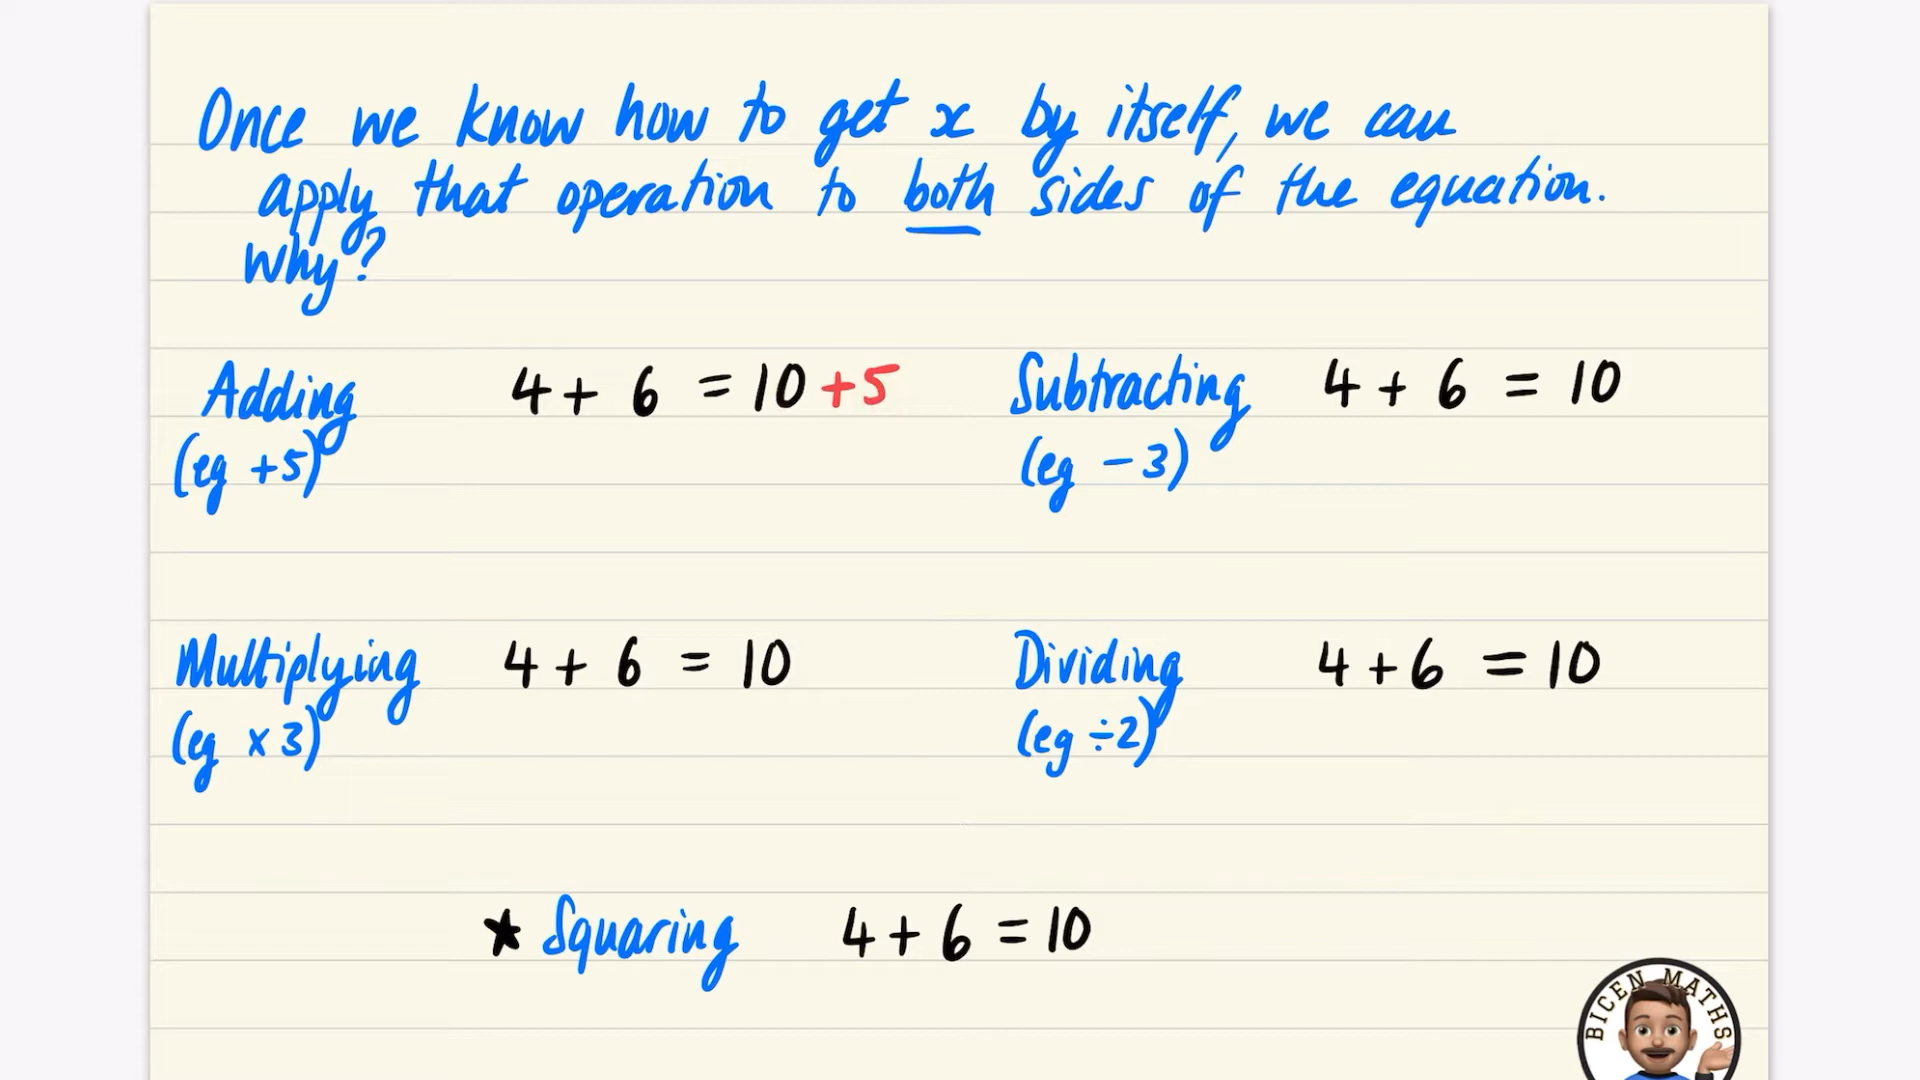 Once we know how to get x by itself, we can
apply that operation to both sides of the equation.
Why?
Adding 4 + 6 = 10 +5
(eg +5)
Subtracting 4 + 6 = 10
(eg - 3)
Multiplying 4 + 6 = 10
(eg × 3)
Dividing 4 + 6 = 10
(eg ÷2)
★ Squaring 4 + 6 = 10
BICEN MATHS